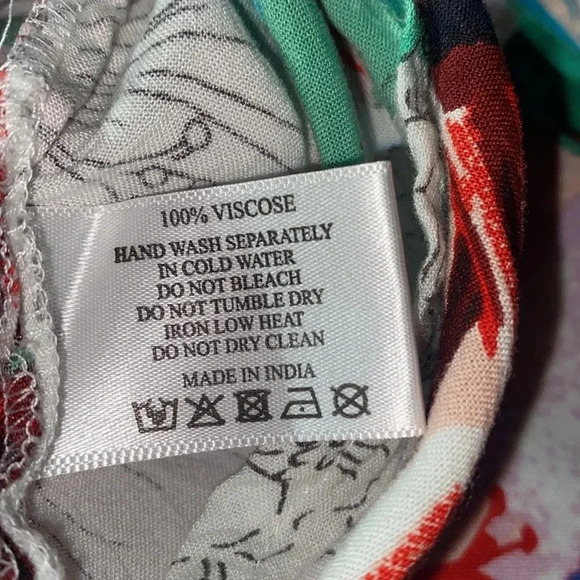 100% VISCOSE
HAND WASH SEPARATELY
IN COLD WATER
DO NOT BLEACH
DO NOT TUMBLE DRY
IRON LOW HEAT
DO NOT DRY CLEAN
MADE IN INDIA